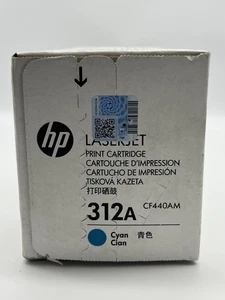 hp
LASERJET
PRINT CARTRIDGE
CARTOUCHE D'IMPRESSION
CARTUCHO DE IMPRESIÓN
TISKOVÁ KAZETA
打印硒鼓
312A CF440AM
Cyan 青色
Cian